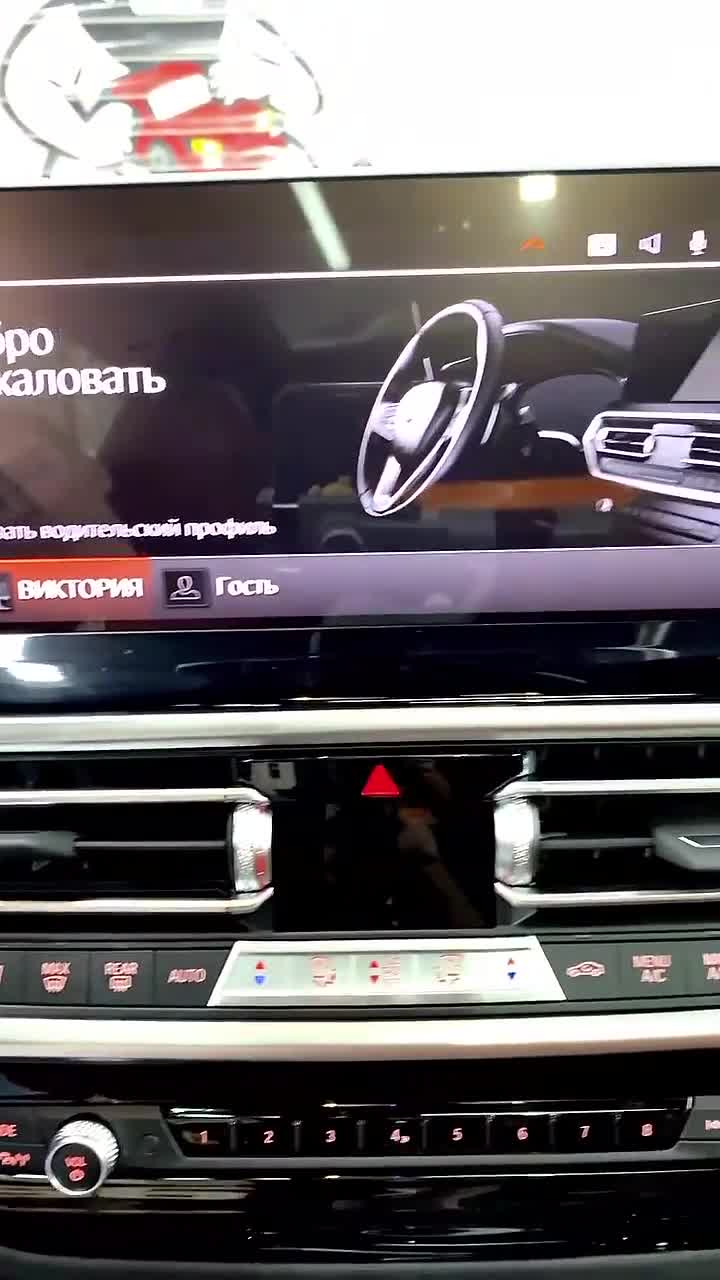 бро
жаловать
рать водительский профиль
ВИКТОРИЯ Гость
MAX REAR AUTO MENU A/C
1 2 3 4 5 6 7 8
VOL